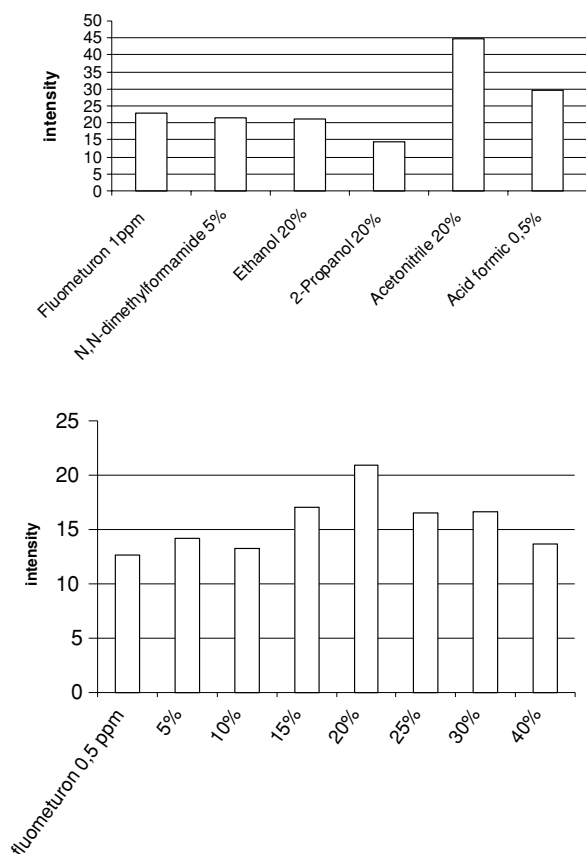 50
45
40
35
30
25
20
15
10
5
0
intensity
Fluometuron 1ppm
N,N-dimethylformamide 5%
Ethanol 20%
2-Propanol 20%
Acetonitrile 20%
Acid formic 0,5%
25
20
15
10
5
0
intensity
fluometuron 0,5 ppm
5%
10%
15%
20%
25%
30%
40%